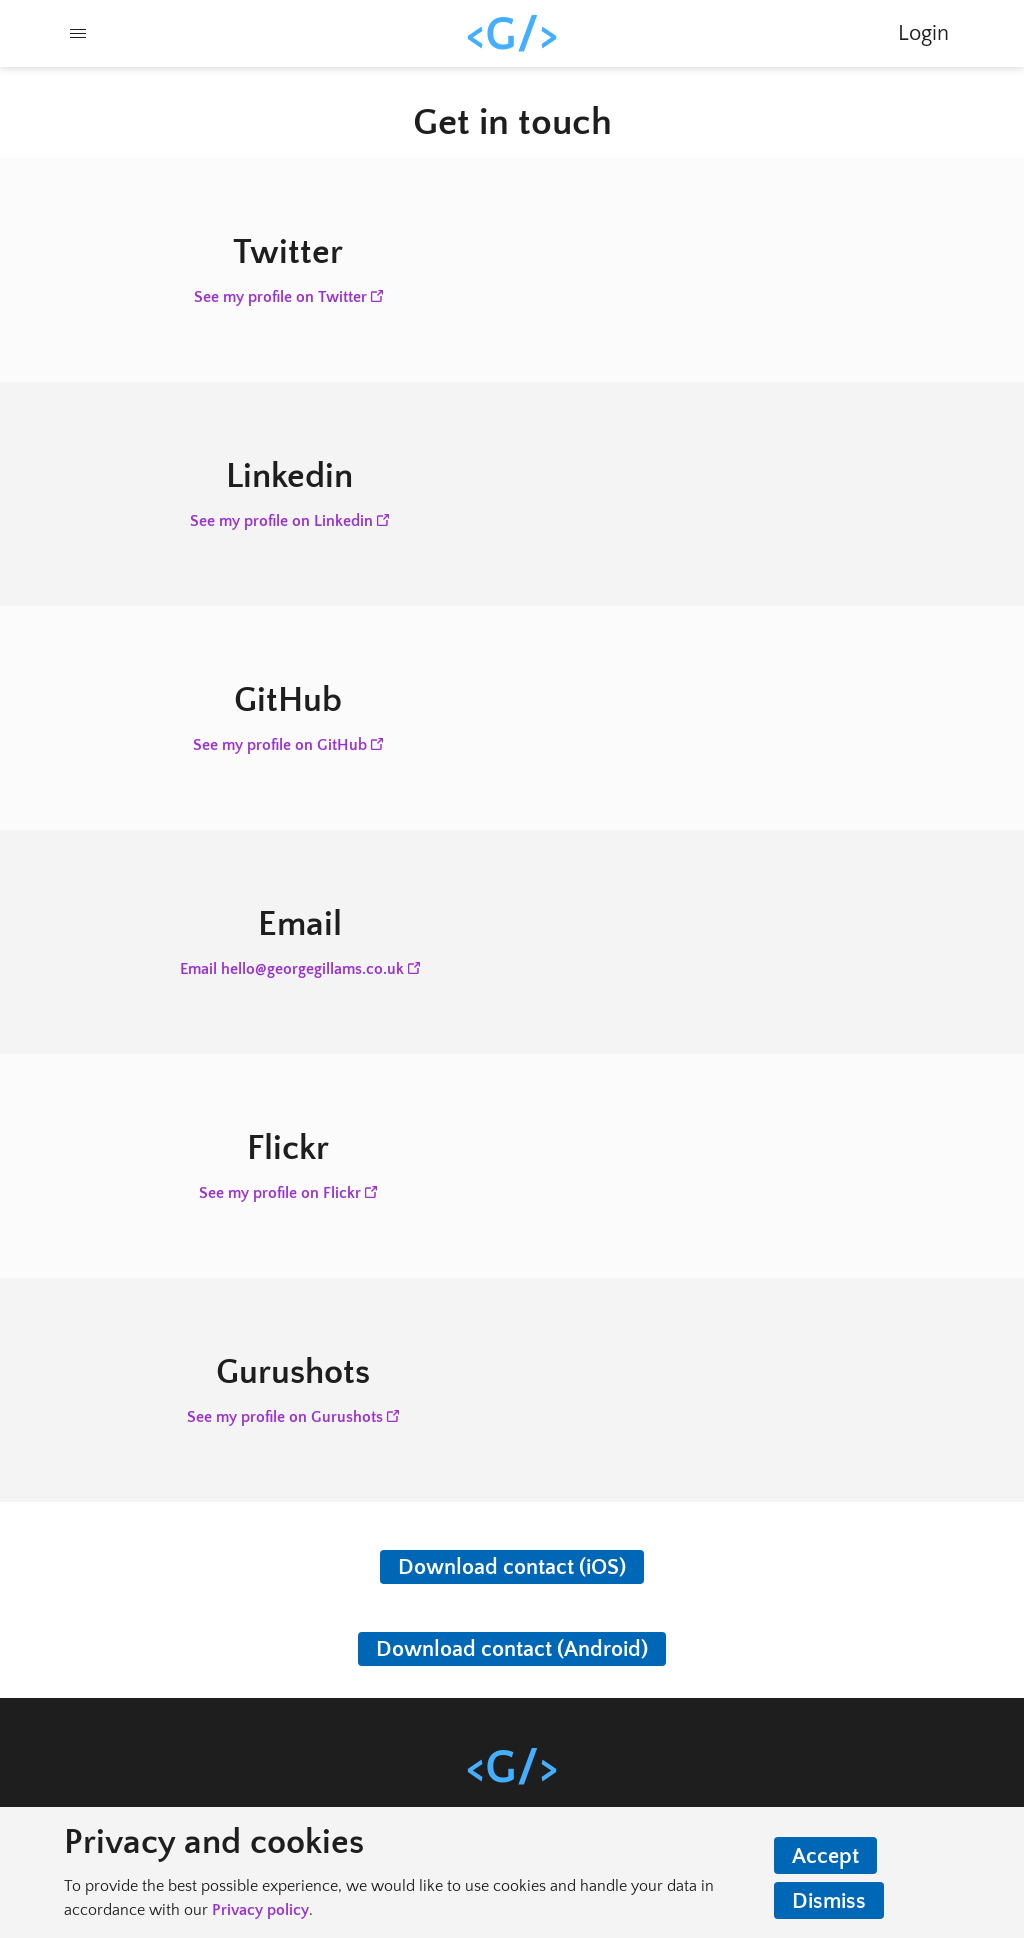 <G/>
Login
Get in touch
Twitter
See my profile on Twitter
Linkedin
See my profile on Linkedin
GitHub
See my profile on GitHub
Email
Email hello@georgegillams.co.uk
Flickr
See my profile on Flickr
Gurushots
See my profile on Gurushots
Download contact (iOS)
Download contact (Android)
<G/>
Privacy and cookies
To provide the best possible experience, we would like to use cookies and handle your data in
accordance with our Privacy policy.
Accept
Dismiss